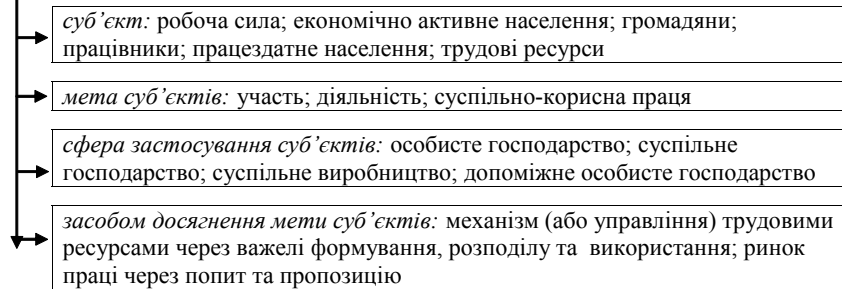 суб’єкт: робоча сила; економічно активне населення; громадяни;
працівники; працездатне населення; трудові ресурси
мета суб’єктів: участь; діяльність; суспільно-корисна праця
сфера застосування суб’єктів: особисте господарство; суспільне
господарство; суспільне виробництво; допоміжне особисте господарство
засобом досягнення мети суб’єктів: механізм (або управління) трудовими
ресурсами через важелі формування, розподілу та використання; ринок
праці через попит та пропозицію